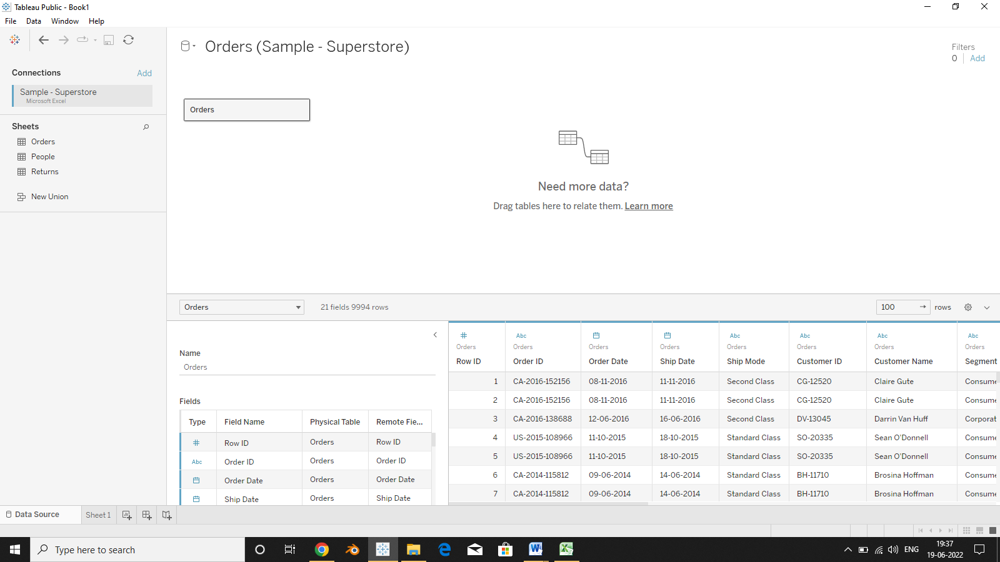 Tableau Public - Book1
File Data Window Help
Connections Add
Sample - Superstore
Microsoft Excel
Sheets
Orders
People
Returns
New Union
Orders (Sample - Superstore)
Filters
0 Add
Orders
Need more data?
Drag tables here to relate them. Learn more
Orders 21 fields 9994 rows 100 rows
Name
Orders
Fields
Type Field Name Physical Table Remote Fie...
# Row ID Orders Row ID
Abc Order ID Orders Order ID
Order Date Orders Order Date
Ship Date Orders Ship Date
# Abc Abc Abc Abc Abc
Orders Orders Orders Orders Orders Orders Orders Orders
Row ID Order ID Order Date Ship Date Ship Mode Customer ID Customer Name Segment
1 CA-2016-152156 08-11-2016 11-11-2016 Second Class CG-12520 Claire Gute Consume
2 CA-2016-152156 08-11-2016 11-11-2016 Second Class CG-12520 Claire Gute Consume
3 CA-2016-138688 12-06-2016 16-06-2016 Second Class DV-13045 Darrin Van Huff Corporat
4 US-2015-108966 11-10-2015 18-10-2015 Standard Class SO-20335 Sean O'Donnell Consume
5 US-2015-108966 11-10-2015 18-10-2015 Standard Class SO-20335 Sean O'Donnell Consume
6 CA-2014-115812 09-06-2014 14-06-2014 Standard Class BH-11710 Brosina Hoffman Consume
7 CA-2014-115812 09-06-2014 14-06-2014 Standard Class BH-11710 Brosina Hoffman Consume
Data Source Sheet 1
Type here to search
ENG
19:37
19-06-2022